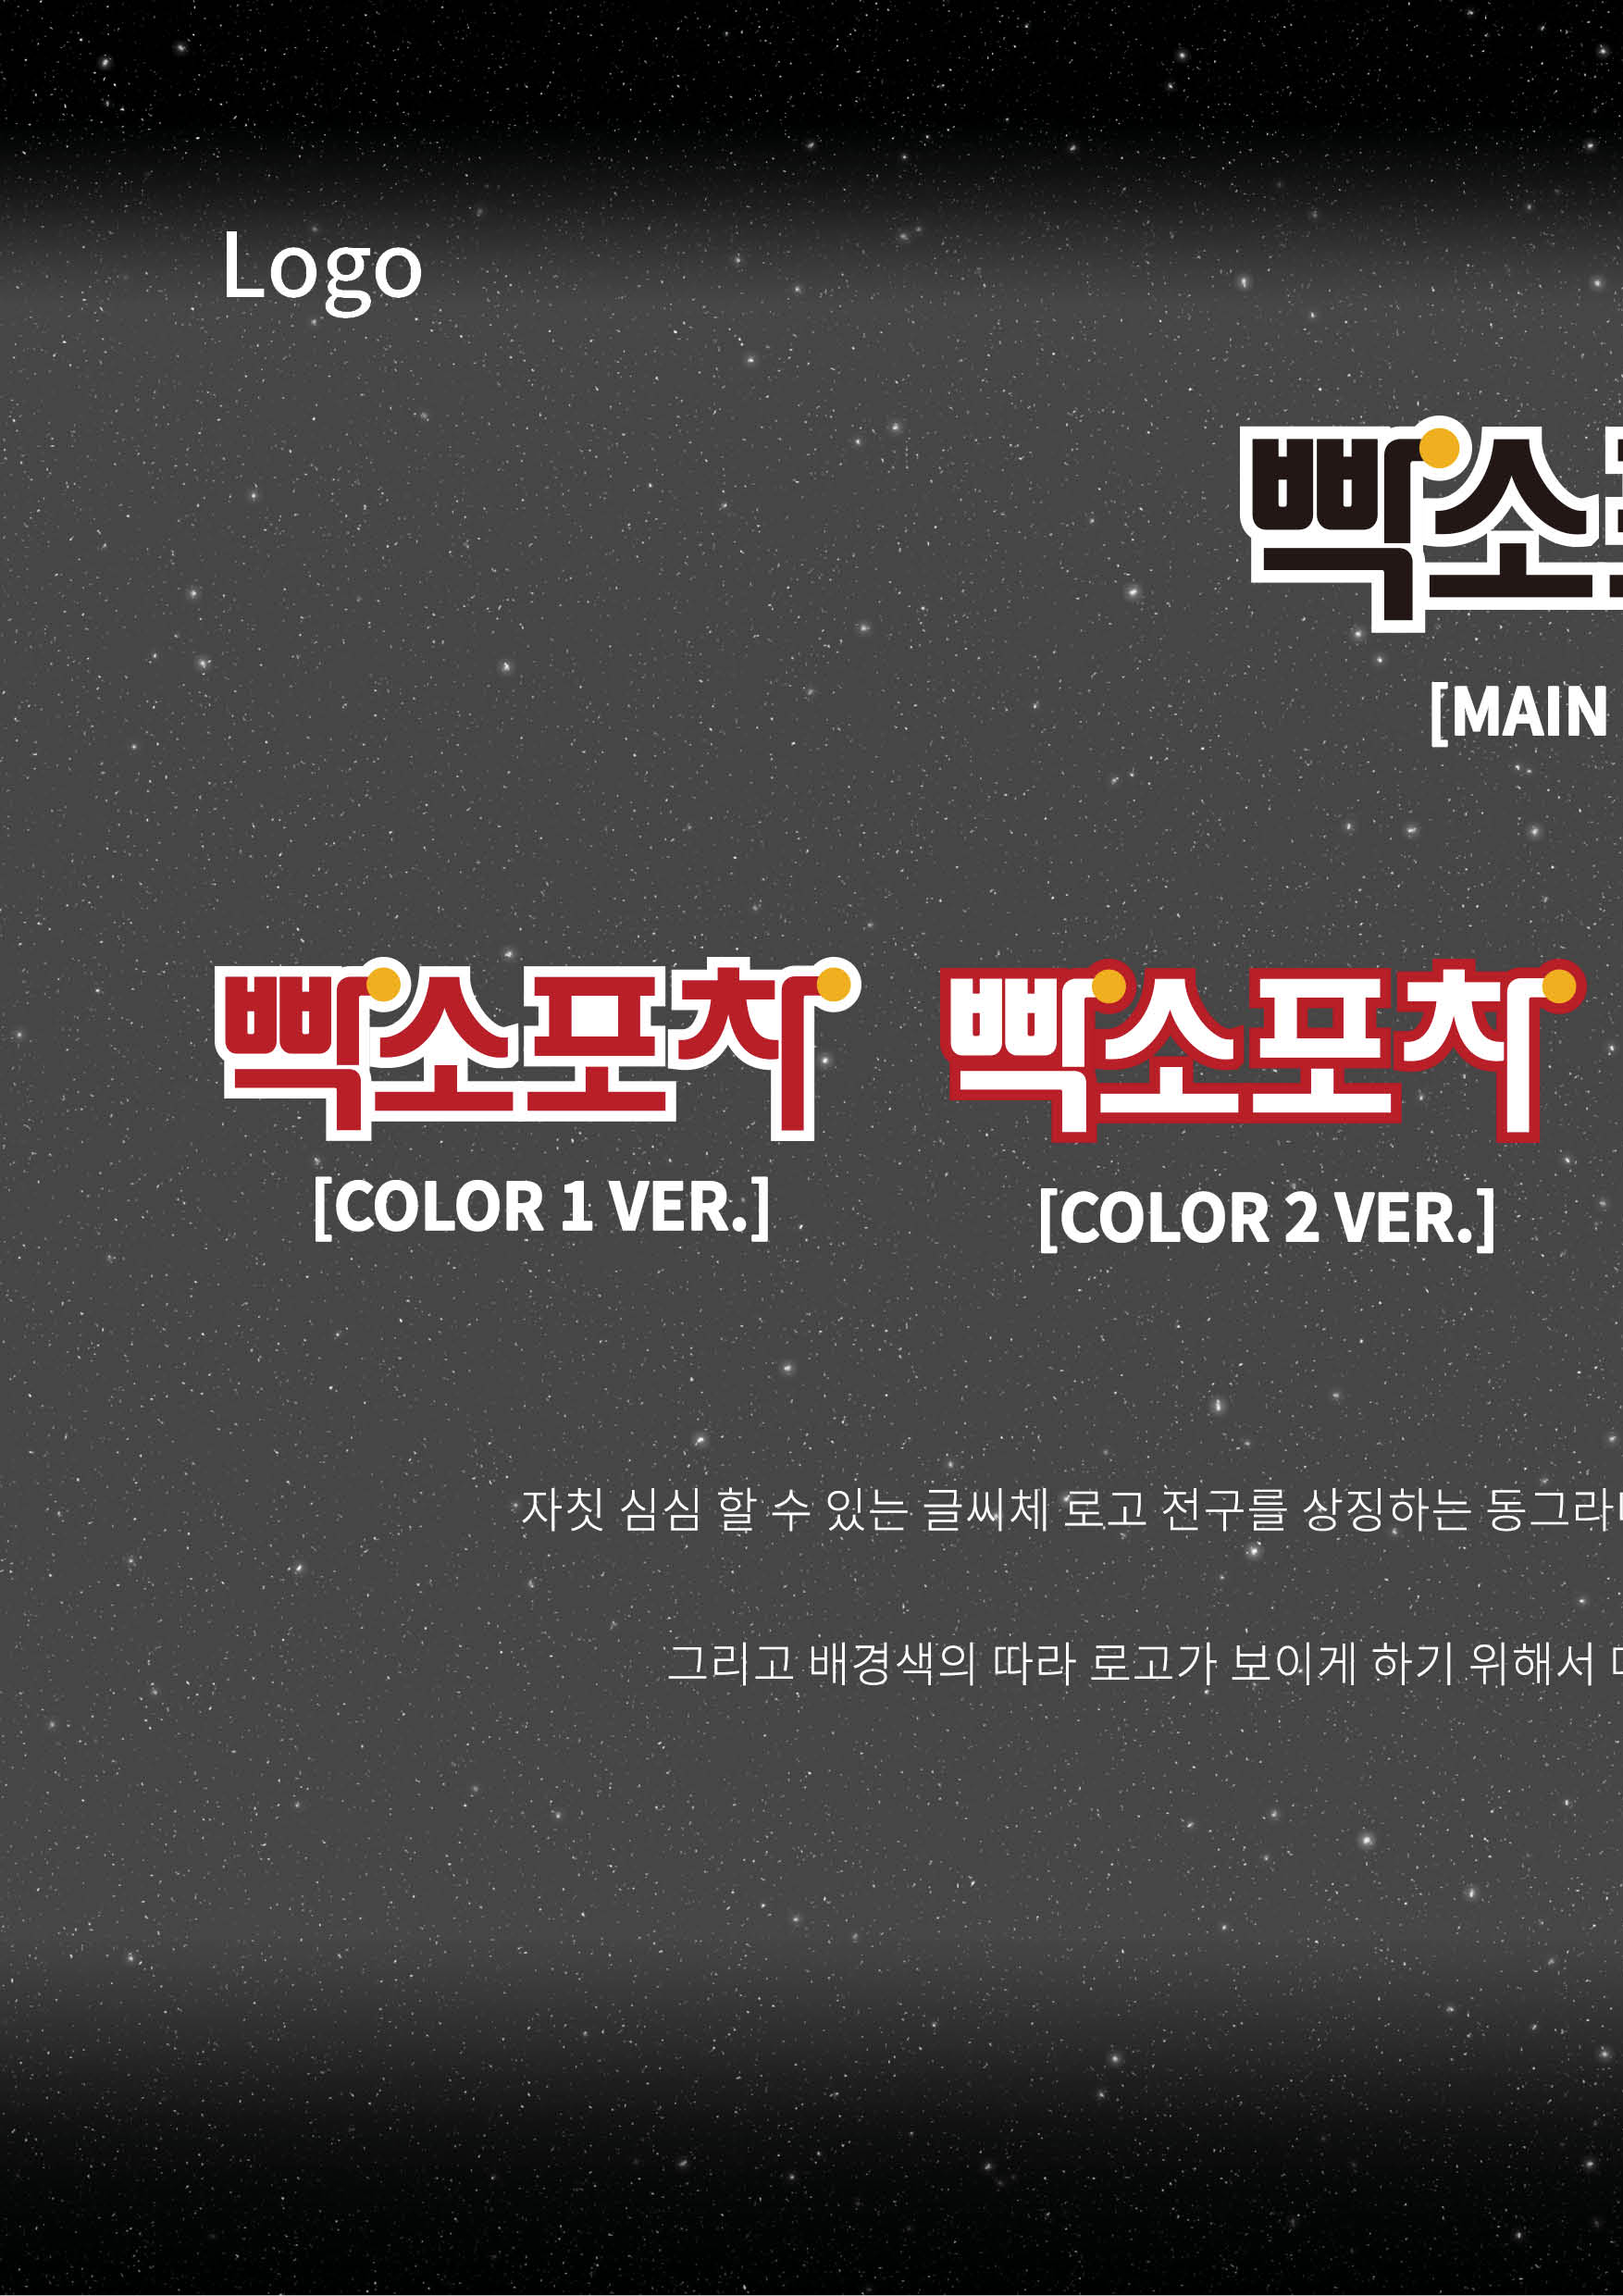 Logo
빡소
[MAIN
빡소포차 빡소포차
[COLOR 1 VER.] [COLOR 2 VER.]
자칫 심심 할 수 있는 글씨체 로고 전구를 상징하는 동그라
그리고 배경색의 따라 로고가 보이게 하기 위해서